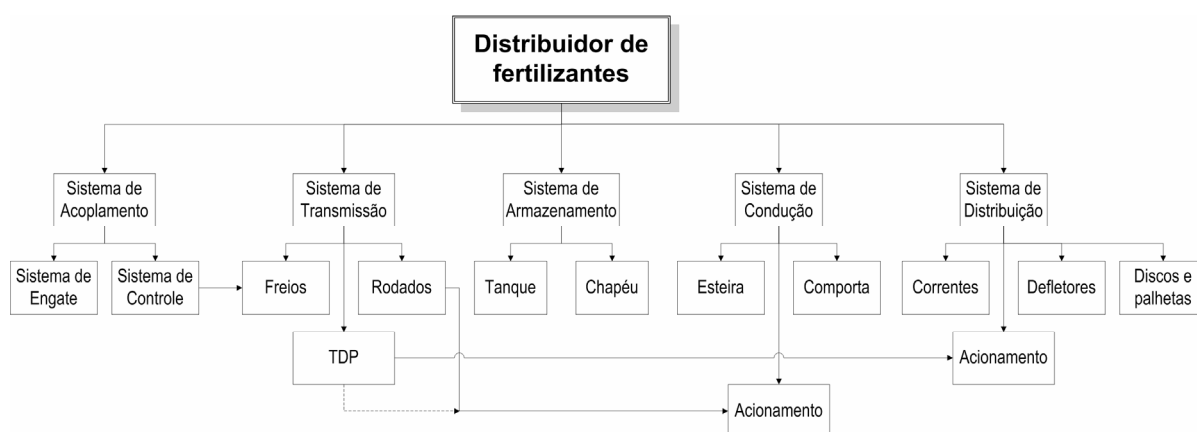 Distribuidor de
fertilizantes
Sistema de
Acoplamento
Sistema de
Transmissão
Sistema de
Armazenamento
Sistema de
Condução
Sistema de
Distribuição
Sistema de
Engate
Sistema de
Controle
Freios
Rodados
Tanque
Chapéu
Esteira
Comporta
Correntes
Defletores
Discos e
palhetas
TDP
Acionamento
Acionamento